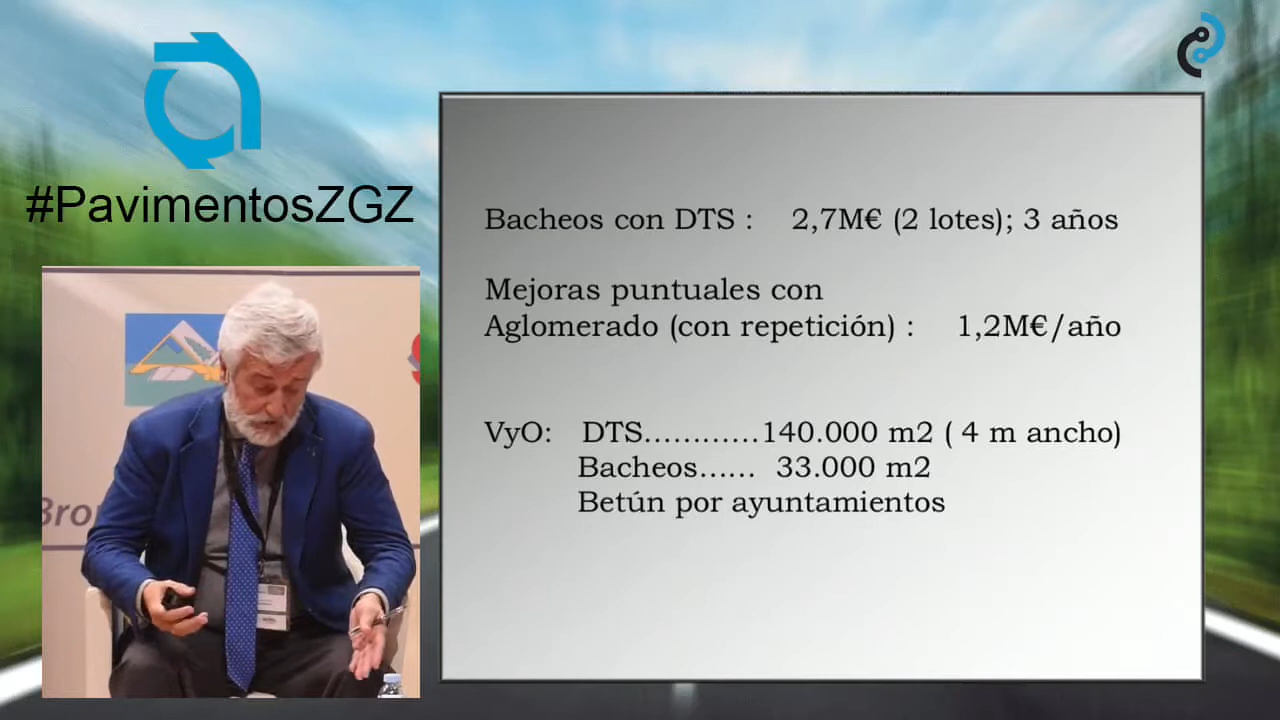 #PavimentosZGZ
Bacheos con DTS : 2,7M€ (2 lotes); 3 años
Mejoras puntuales con
Aglomerado (con repetición) : 1,2M€/año
VyO: DTS............140.000 m2 ( 4 m ancho)
Bacheos...... 33.000 m2
Betún por ayuntamientos